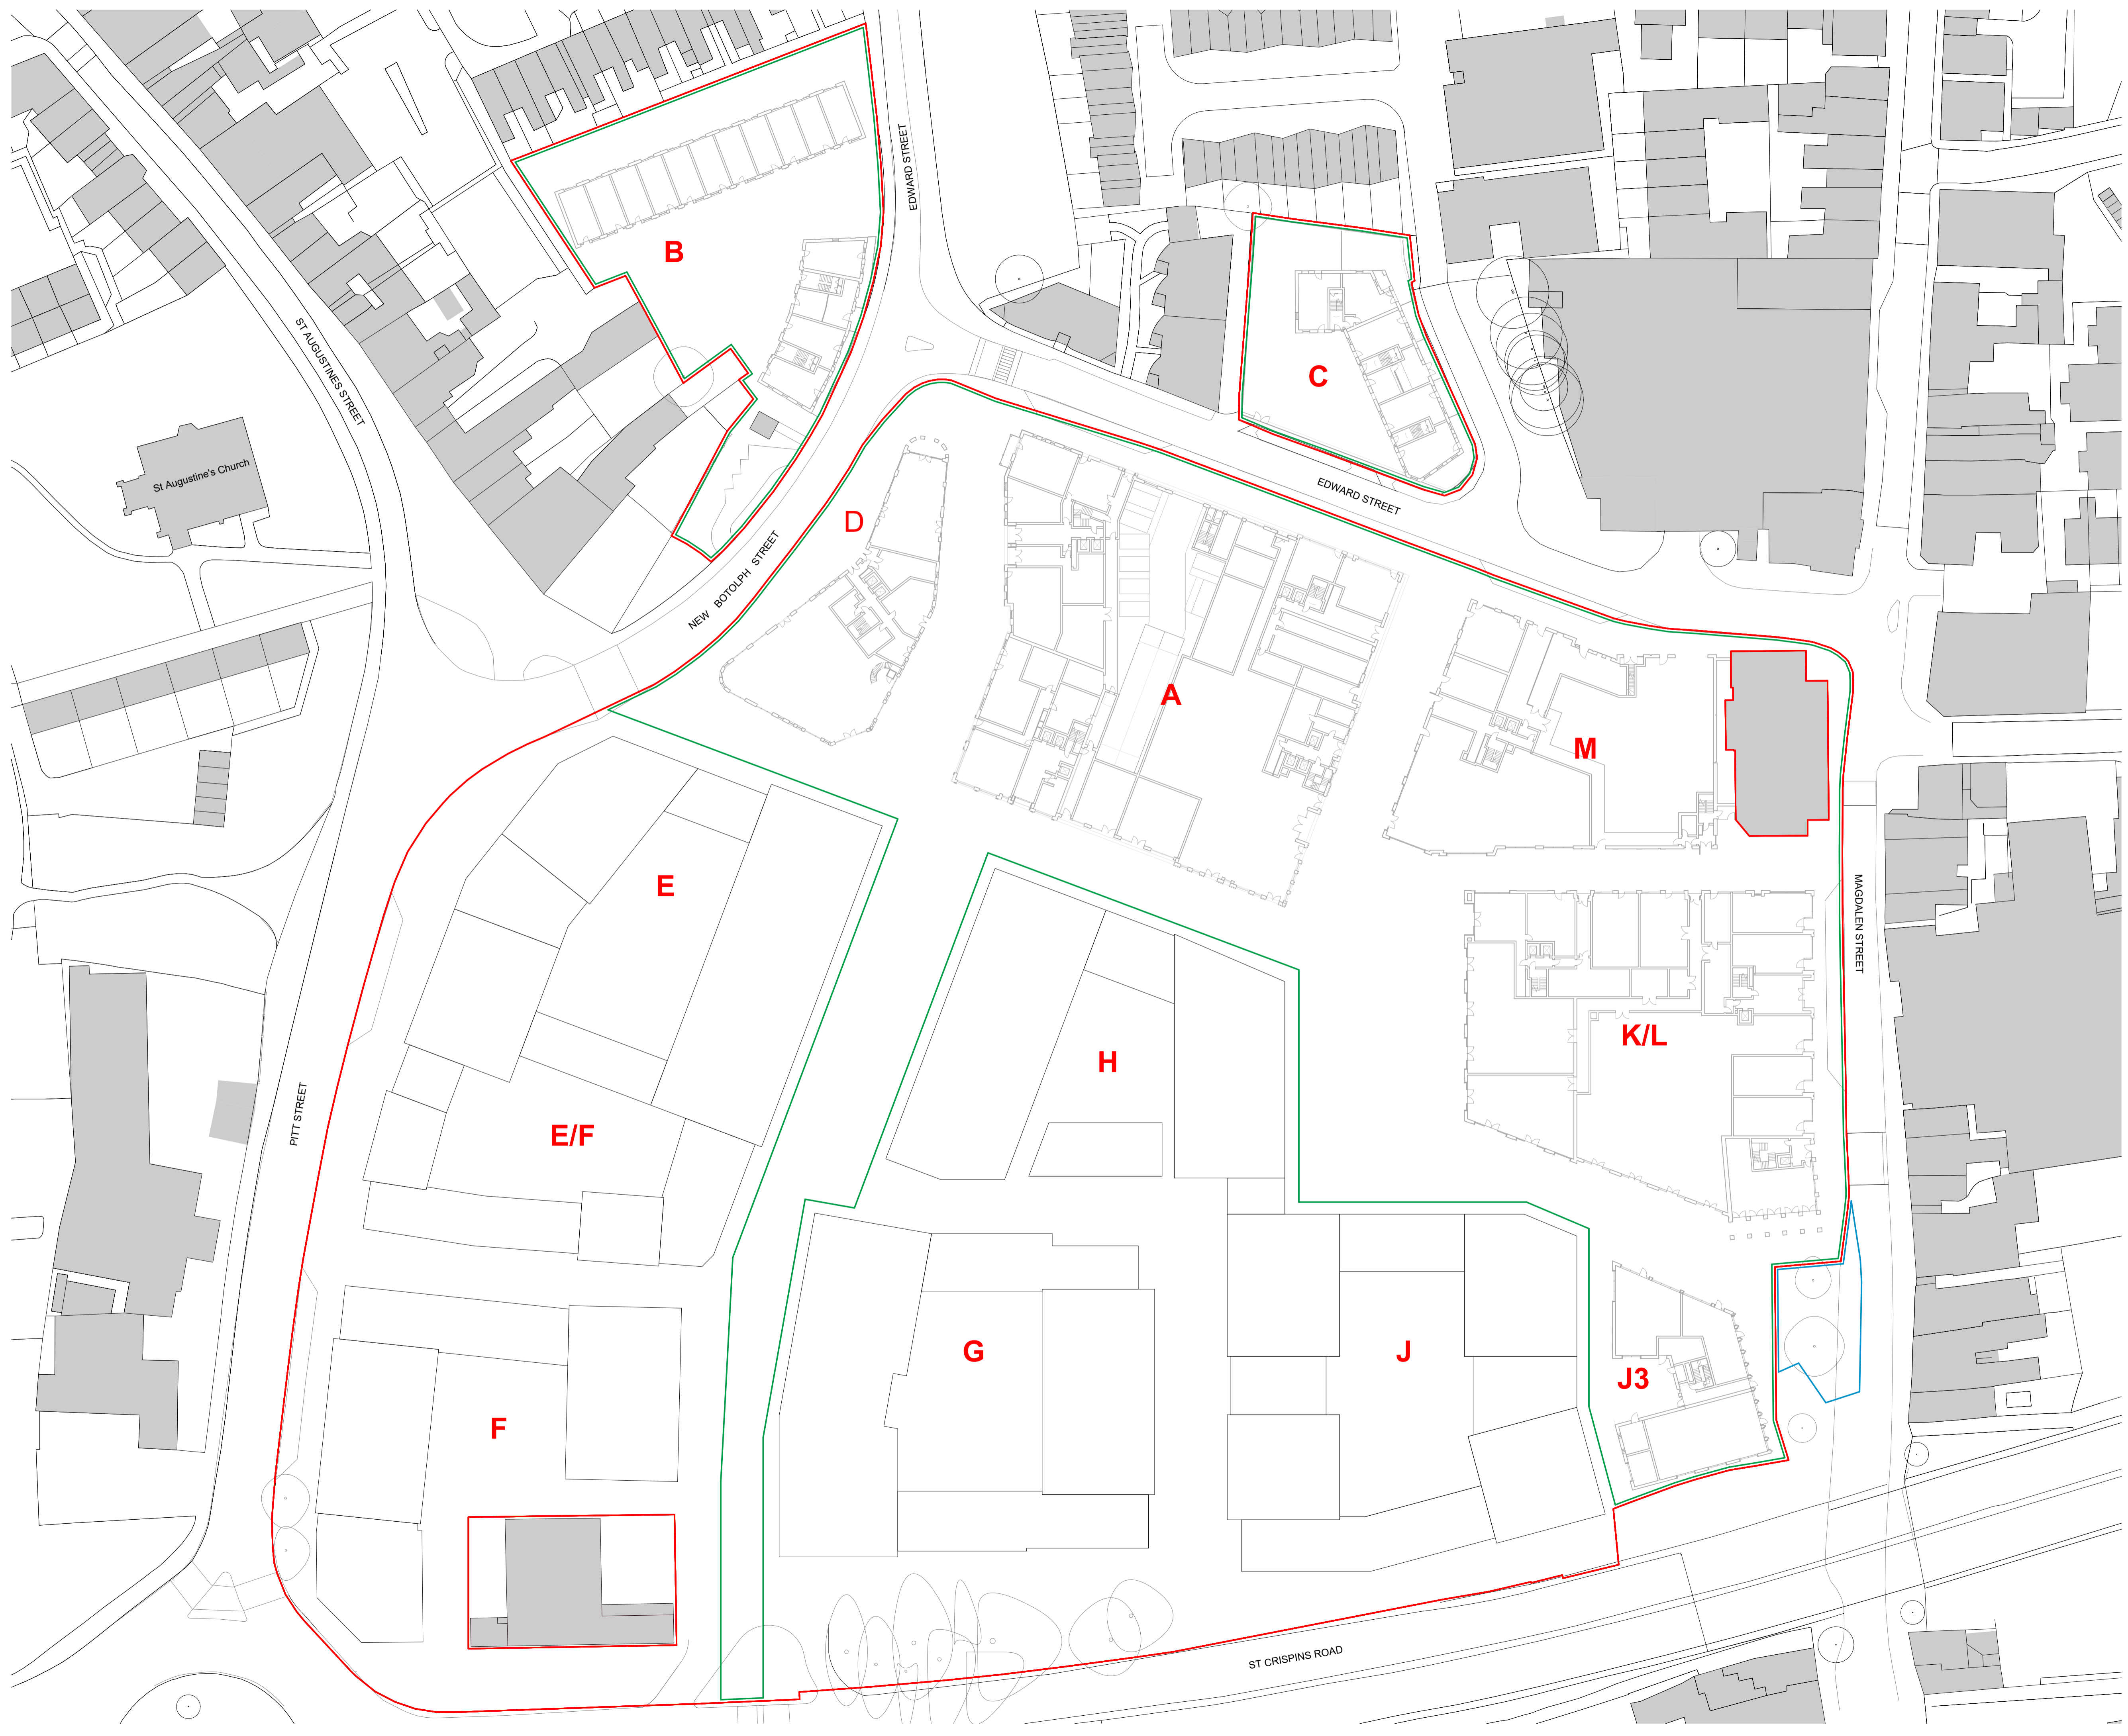 EDWARD STREET
B
ST AUGUSTINES STREET
C
St Augustine's Church
EDWARD STREET
D
NEW BOTOLPH STREET
A
M
E
MAGDALEN STREET
K/L
H
PITT STREET
E/F
G
J
J3
F
ST CRISPINS ROAD